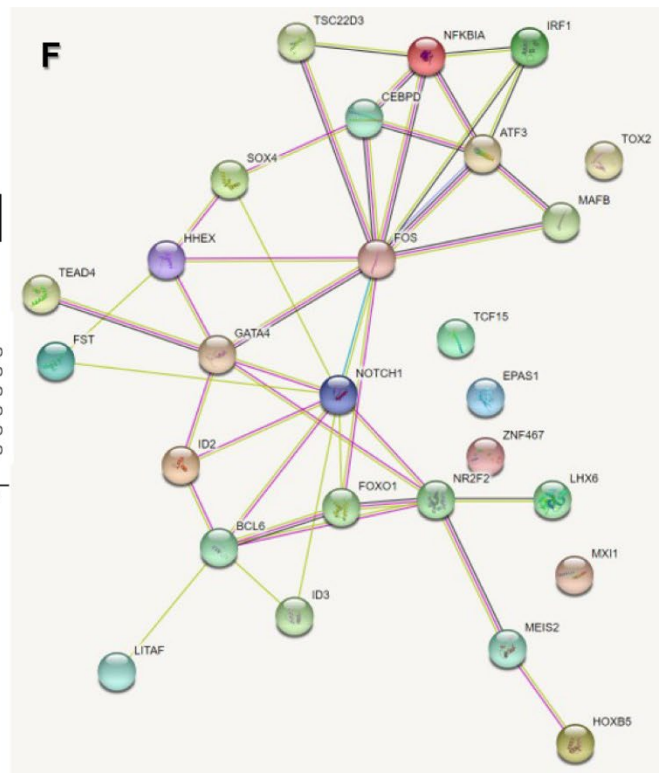 F
TSC22D3
NFKBIA
IRF1
CEBPD
ATF3
TOX2
SOX4
MAFB
HHEX
FOS
TEAD4
GATA4
TCF15
FST
NOTCH1
EPAS1
ID2
ZNF467
FOXO1
NR2F2
LHX6
BCL6
MXI1
ID3
MEIS2
LITAF
HOXB5